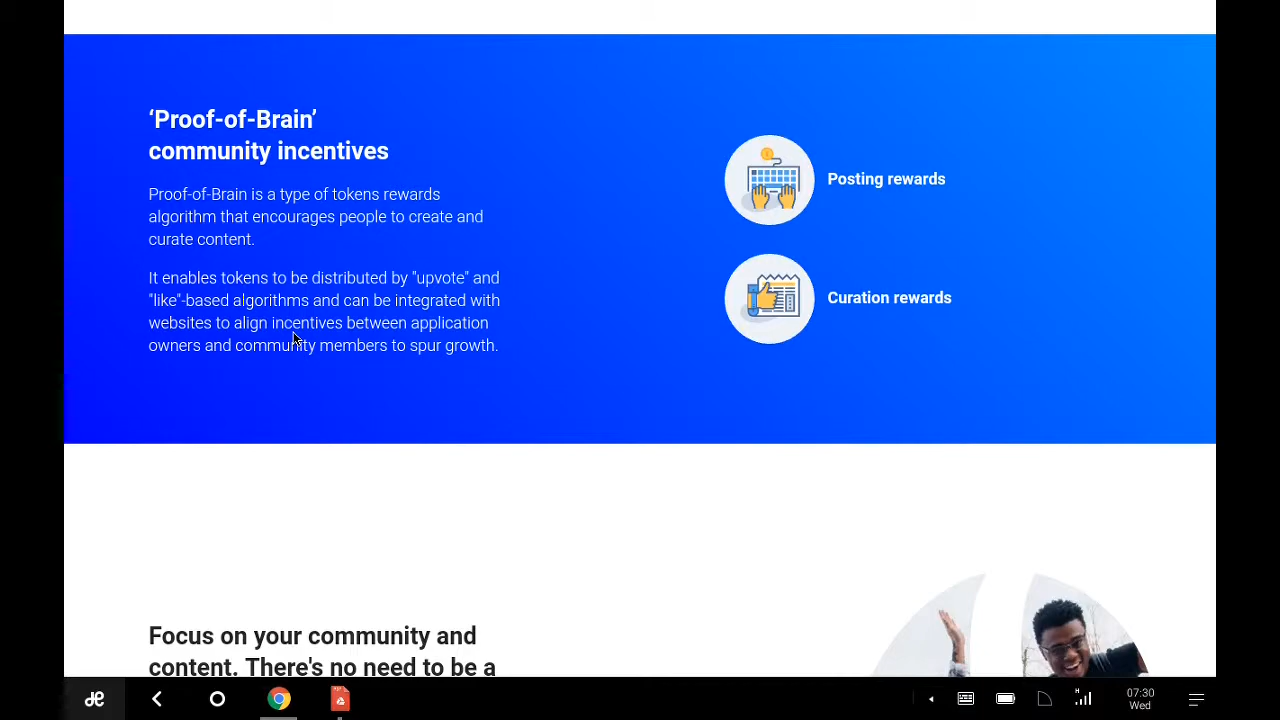 ‘Proof-of-Brain’
community incentives
Proof-of-Brain is a type of tokens rewards
algorithm that encourages people to create and
curate content.
It enables tokens to be distributed by "upvote" and
"like"-based algorithms and can be integrated with
websites to align incentives between application
owners and community members to spur growth.
Posting rewards
Curation rewards
Focus on your community and
content. There's no need to be a
H
07:30
Wed